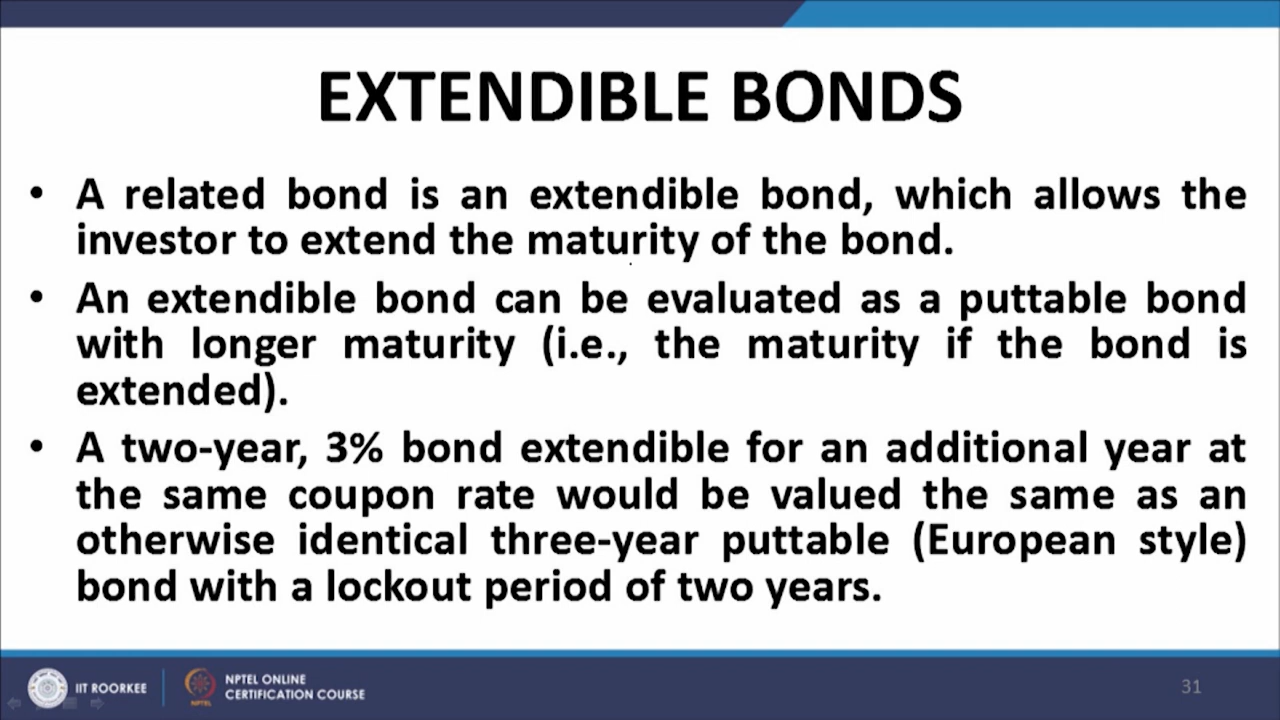 EXTENDIBLE BONDS
• A related bond is an extendible bond, which allows the
investor to extend the maturity of the bond.
• An extendible bond can be evaluated as a puttable bond
with longer maturity (i.e., the maturity if the bond is
extended).
• A two-year, 3% bond extendible for an additional year at
the same coupon rate would be valued the same as an
otherwise identical three-year puttable (European style)
bond with a lockout period of two years.
IIT ROORKEE
NPTEL
NPTEL ONLINE
CERTIFICATION COURSE
31